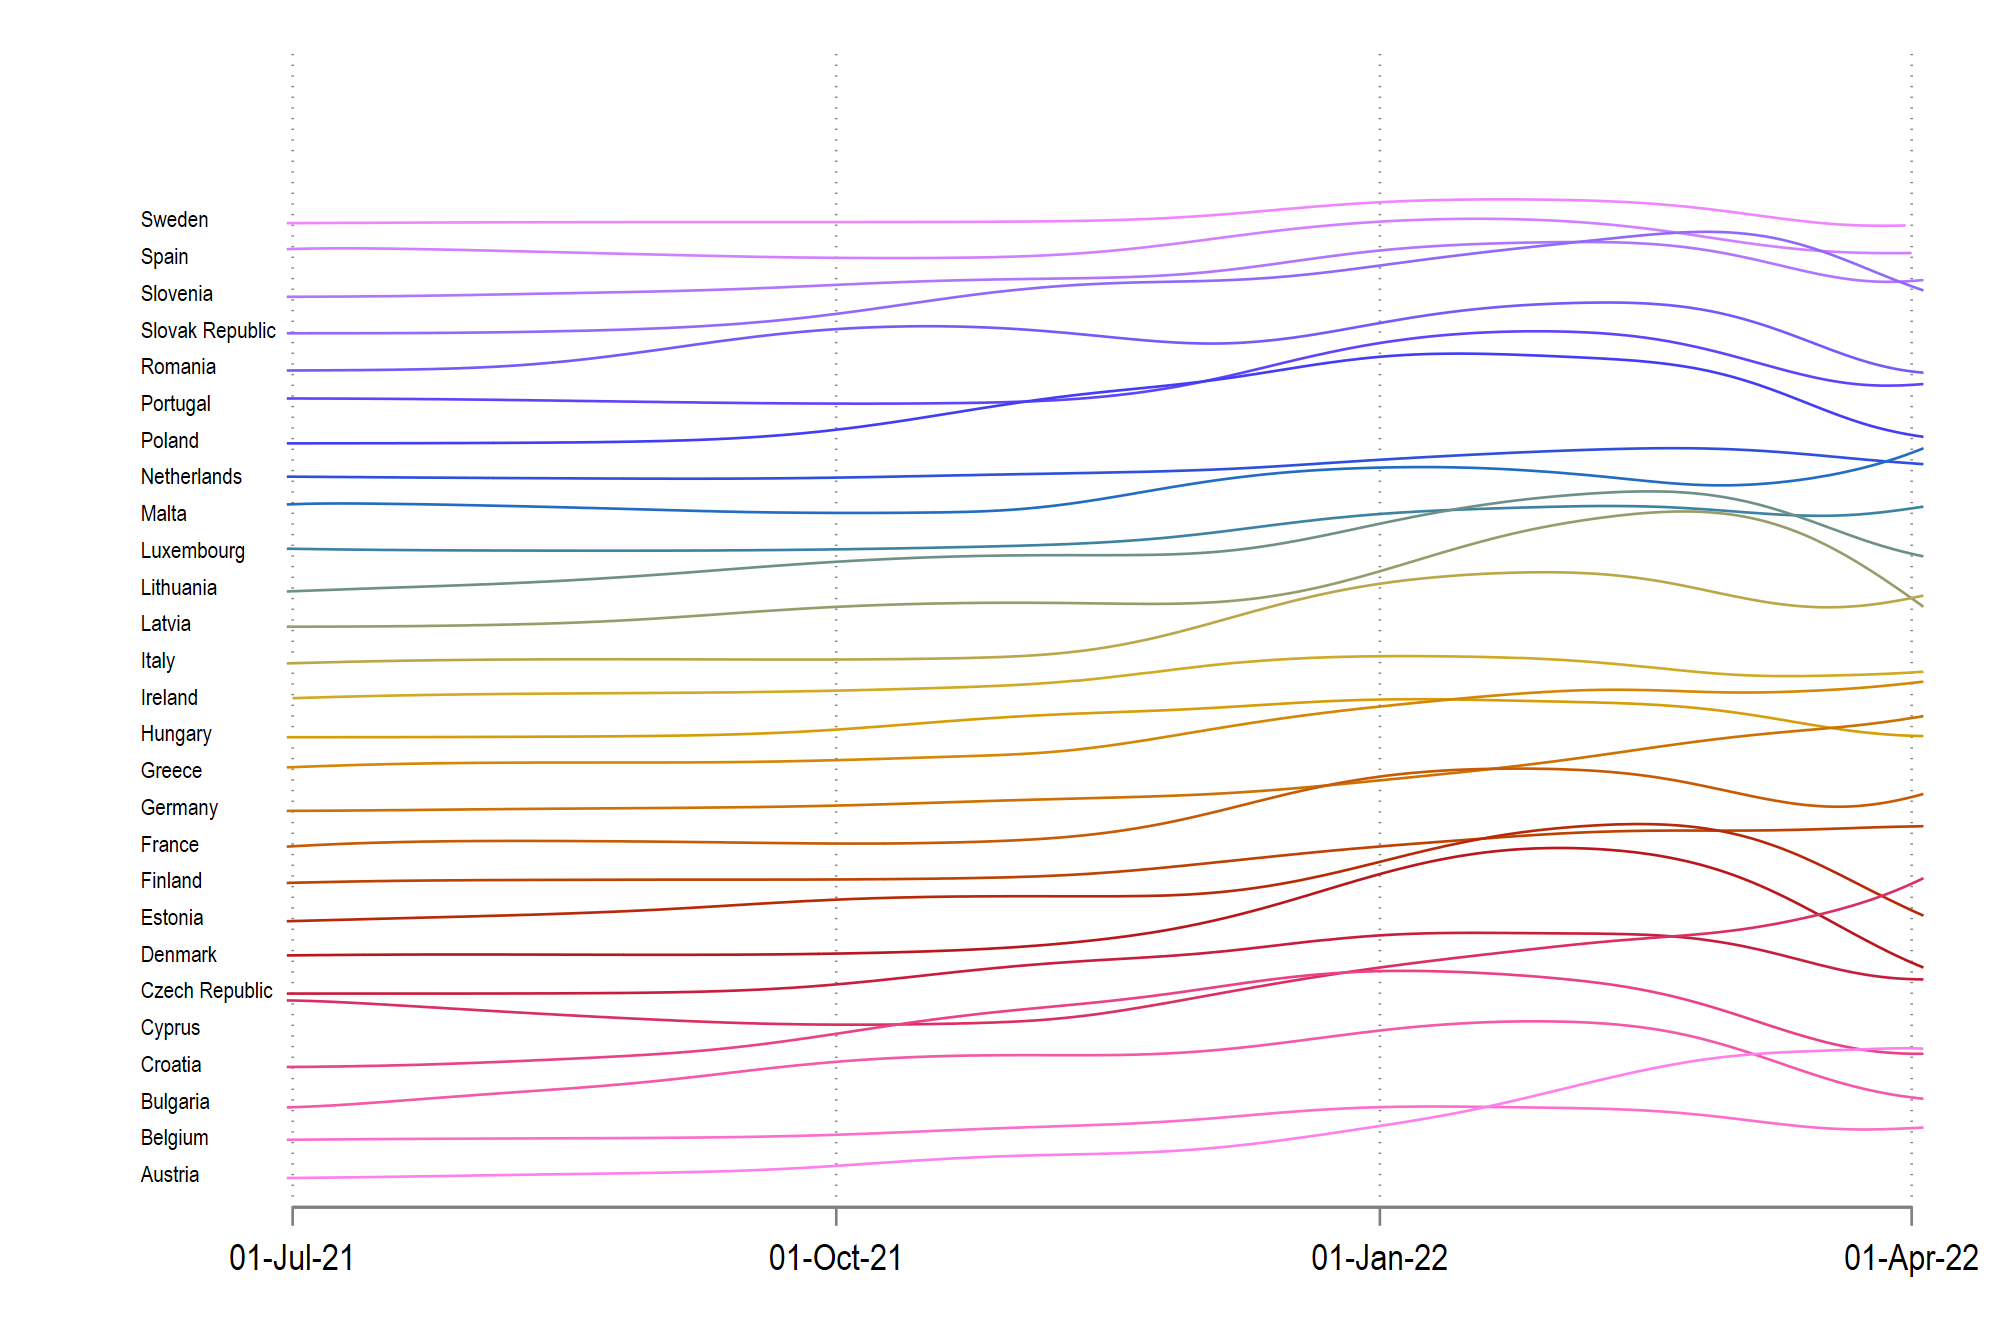 Sweden
Spain
Slovenia
Slovak Republic
Romania
Portugal
Poland
Netherlands
Malta
Luxembourg
Lithuania
Latvia
Italy
Ireland
Hungary
Greece
Germany
France
Finland
Estonia
Denmark
Czech Republic
Cyprus
Croatia
Bulgaria
Belgium
Austria
01-Jul-21 01-Oct-21 01-Jan-22 01-Apr-22